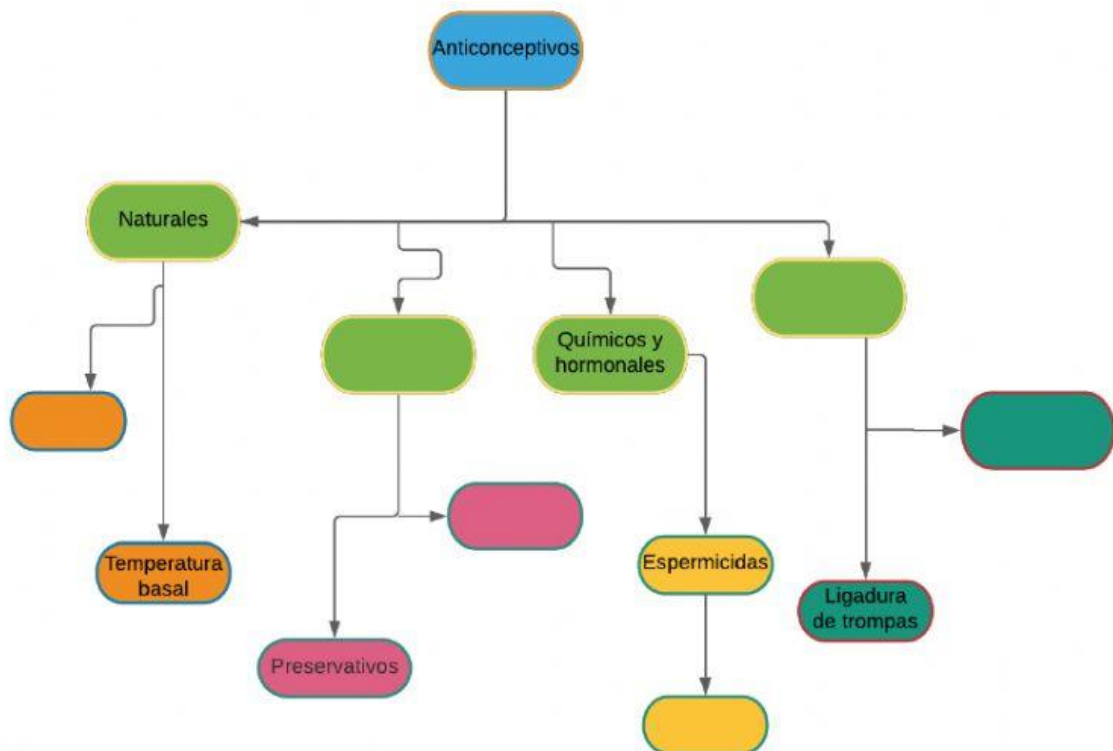 Anticonceptivos
Naturales
Químicos y
hormonales
Temperatura
basal
Espermicidas
Ligadura
de trompas
Preservativos